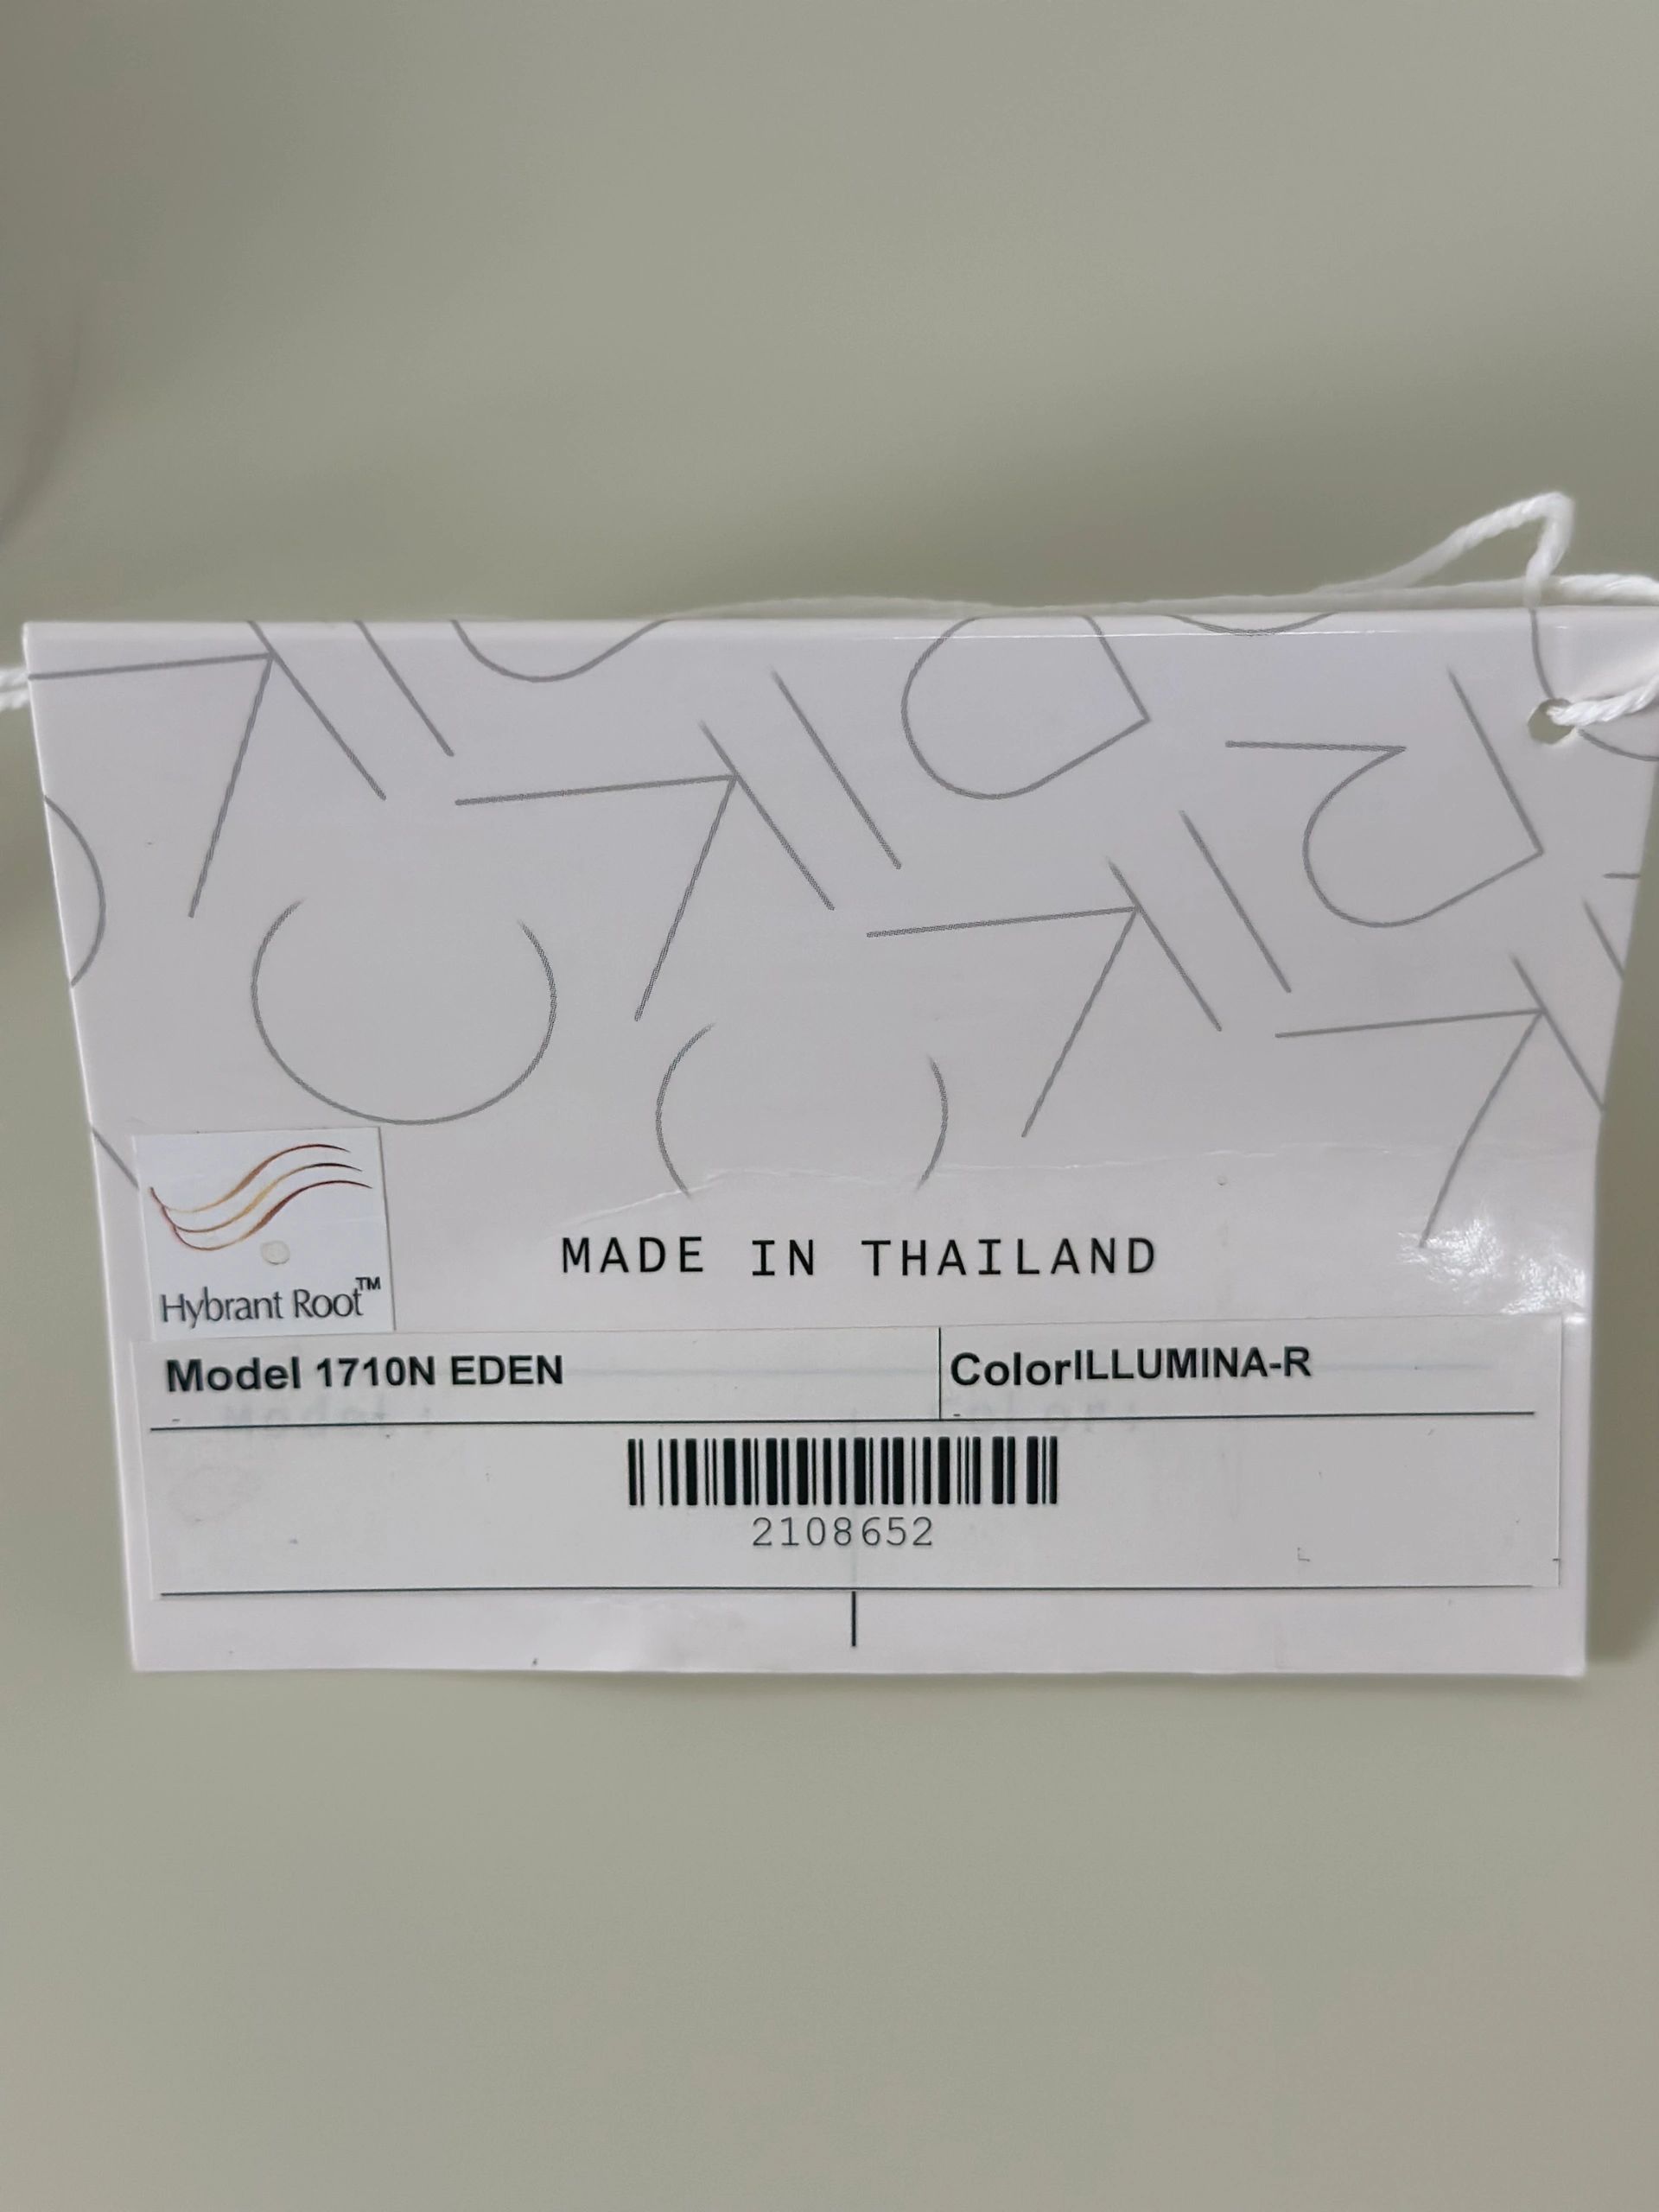 MADE IN THAILAND
Hybrant Root™
Model 1710N EDEN
ColorILLUMINA-R
2108652